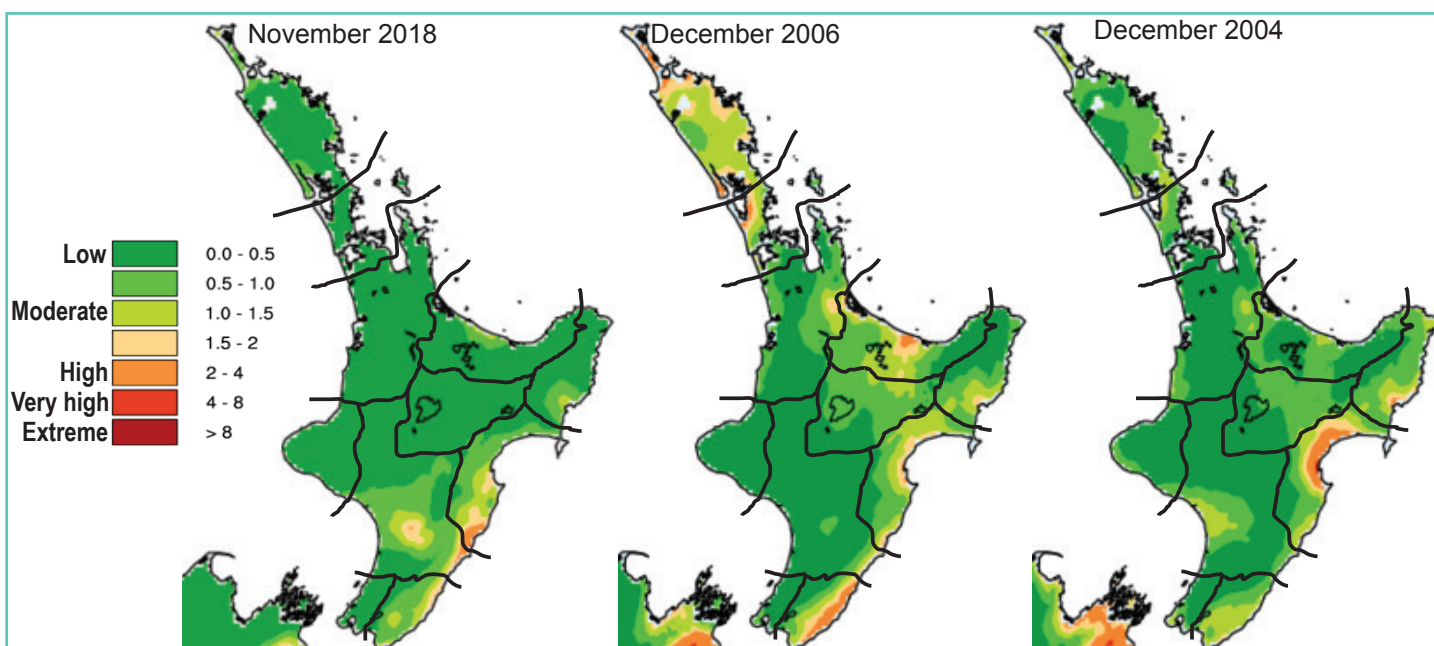 November 2018
December 2006
December 2004
Low 0.0 - 0.5
0.5 - 1.0
Moderate 1.0 - 1.5
1.5 - 2
High 2 - 4
Very high 4 - 8
Extreme > 8